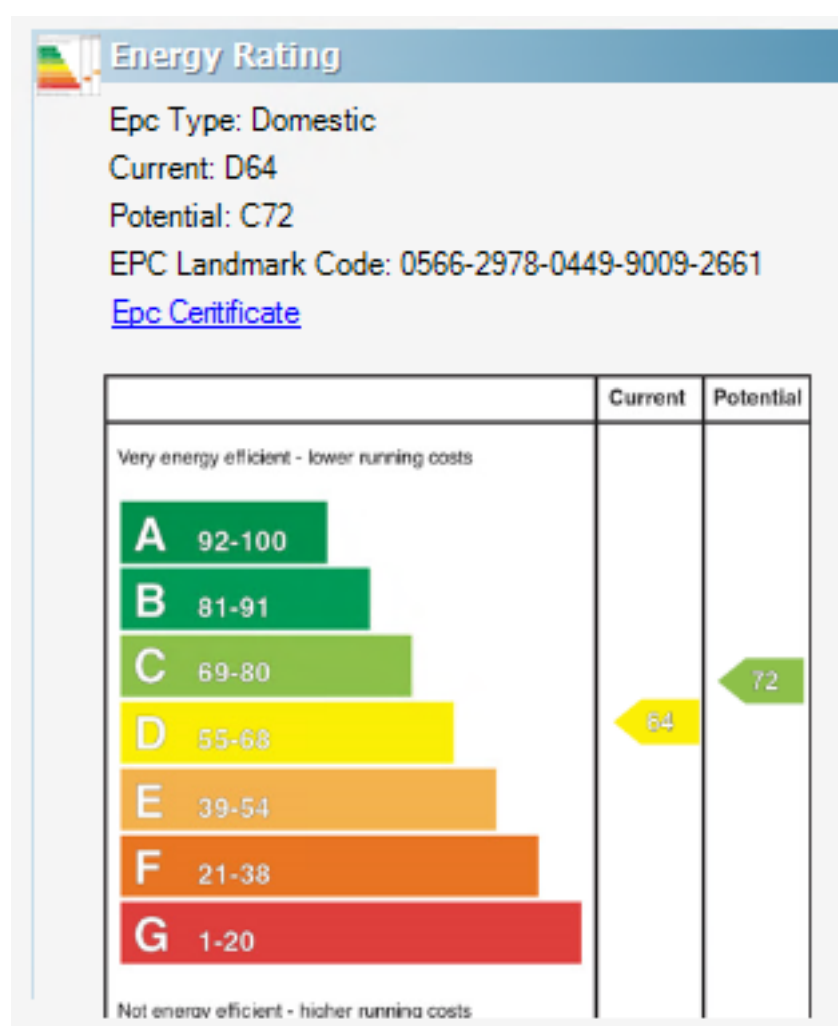 Energy Rating
Epc Type: Domestic
Current: D64
Potential: C72
EPC Landmark Code: 0566-2978-0449-9009-2661
Epc Ceritificate
Current Potential
Very energy efficient - lower running costs
A 92-100
B 81-91
C 69-80
72
D 55-68
64
E 39-54
F 21-38
G 1-20
Not energy efficient - higher running costs